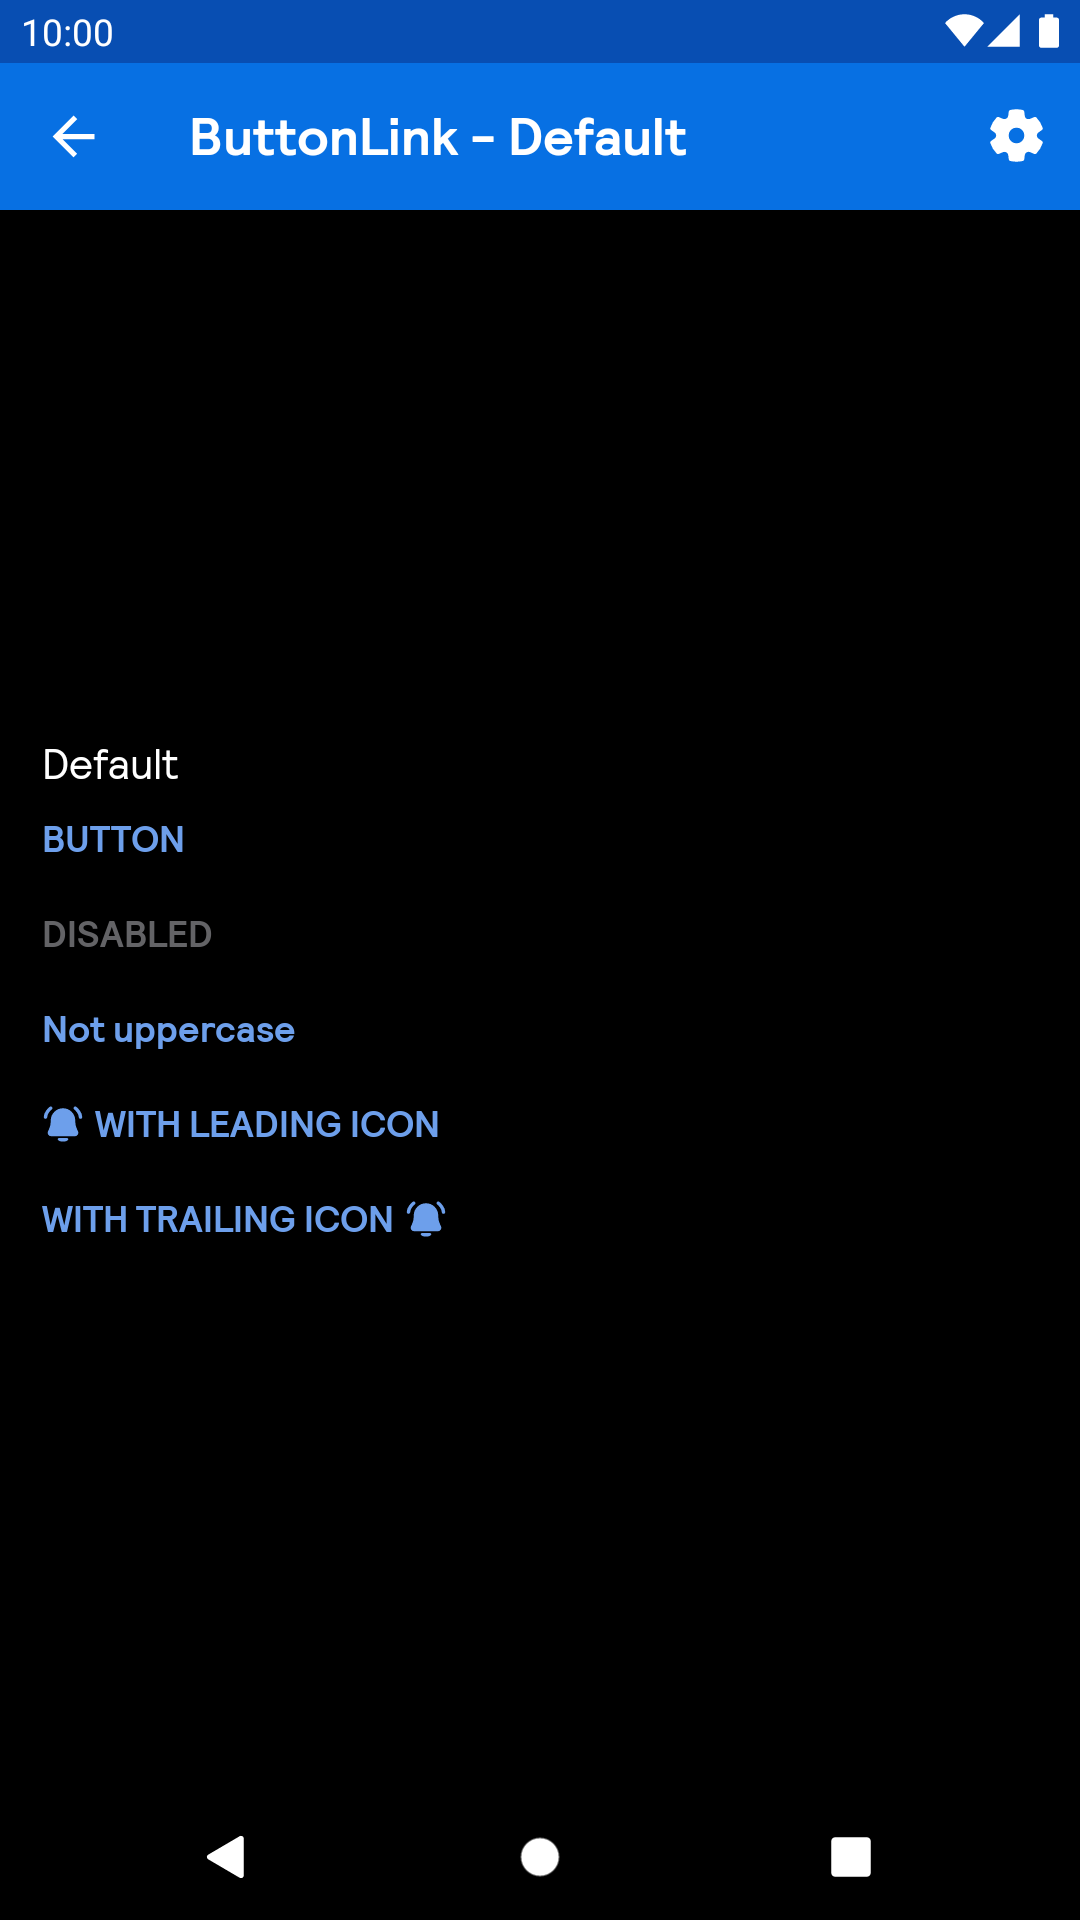 10:00
ButtonLink - Default
Default
BUTTON
DISABLED
Not uppercase
WITH LEADING ICON
WITH TRAILING ICON